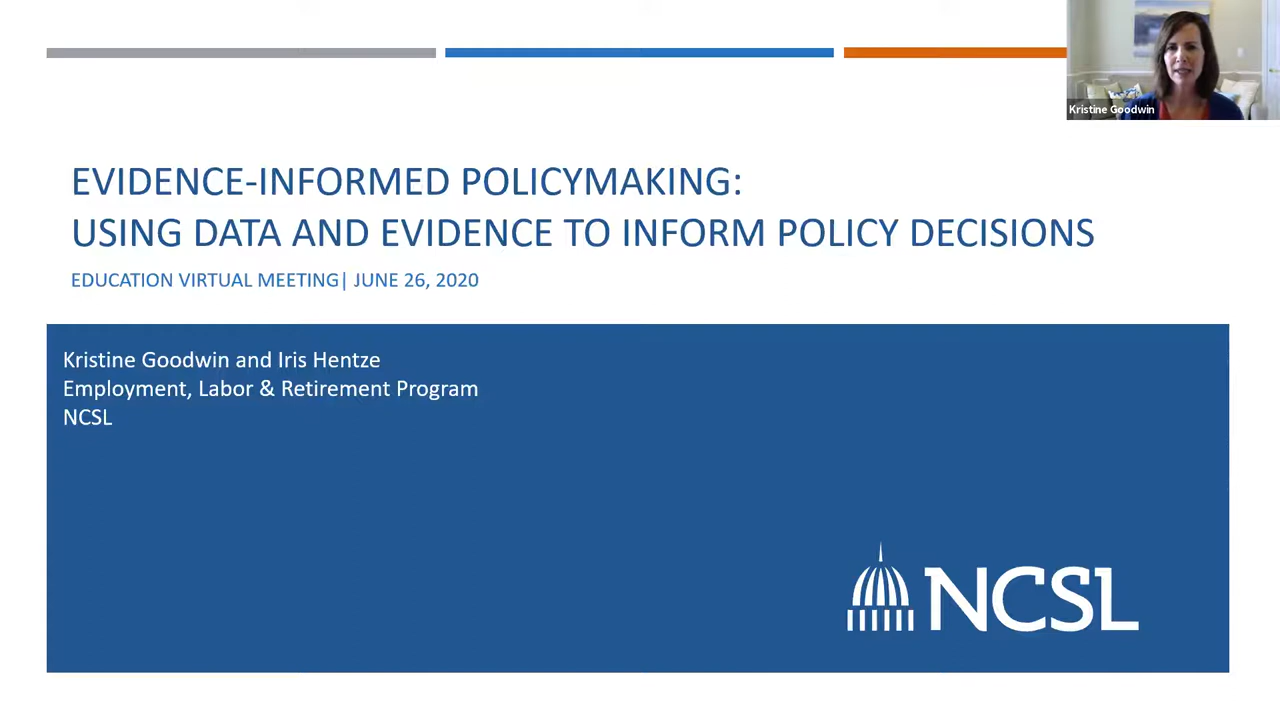 Kristine Goodwin
EVIDENCE-INFORMED POLICYMAKING:
USING DATA AND EVIDENCE TO INFORM POLICY DECISIONS
EDUCATION VIRTUAL MEETING| JUNE 26, 2020
Kristine Goodwin and Iris Hentze
Employment, Labor & Retirement Program
NCSL
NCSL